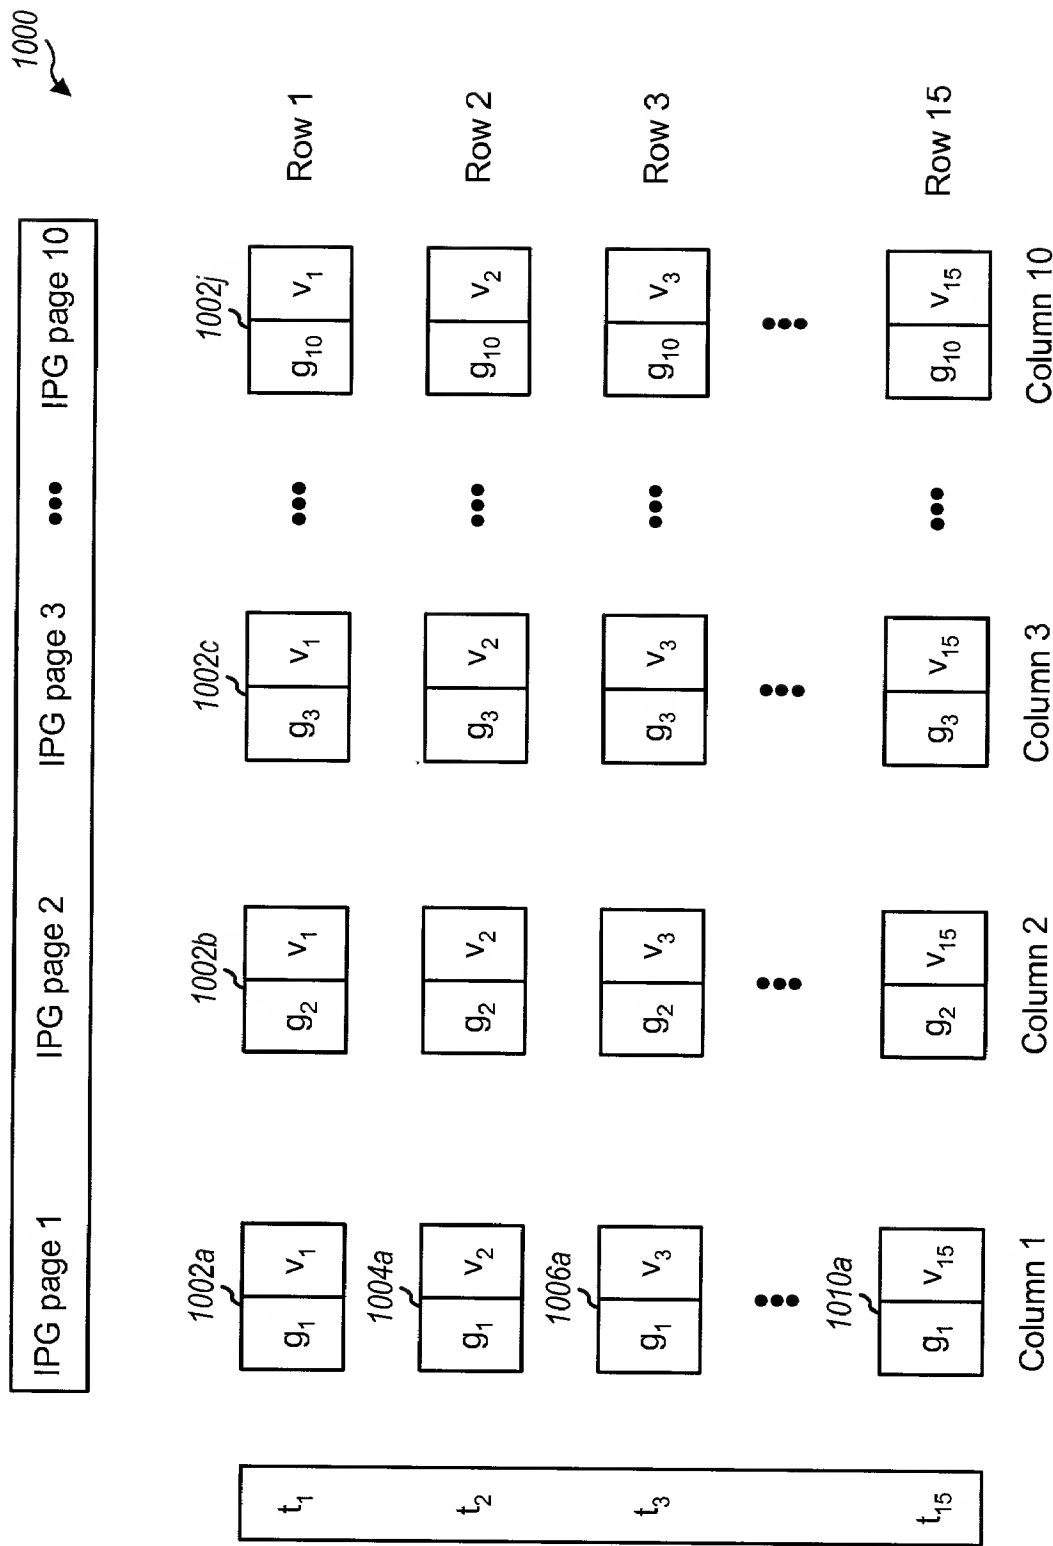 1000
IPG page 1 IPG page 2 IPG page 3 ••• IPG page 10
1002a 1002b 1002c 1002j
t₁ g₁ v₁ g₂ v₁ g₃ v₁ ••• g₁₀ v₁ Row 1
1004a
t₂ g₁ v₂ g₂ v₂ g₃ v₂ ••• g₁₀ v₂ Row 2
1006a
t₃ g₁ v₃ g₂ v₃ g₃ v₃ ••• g₁₀ v₃ Row 3
••• ••• ••• •••
1010a
t₁₅ g₁ v₁₅ g₂ v₁₅ g₃ v₁₅ ••• g₁₀ v₁₅ Row 15
Column 1 Column 2 Column 3 Column 10